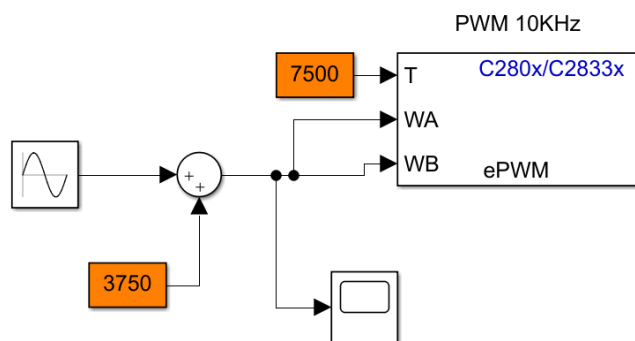 PWM 10KHz
7500
T
C280x/C2833x
WA
WB
ePWM
+
+
3750